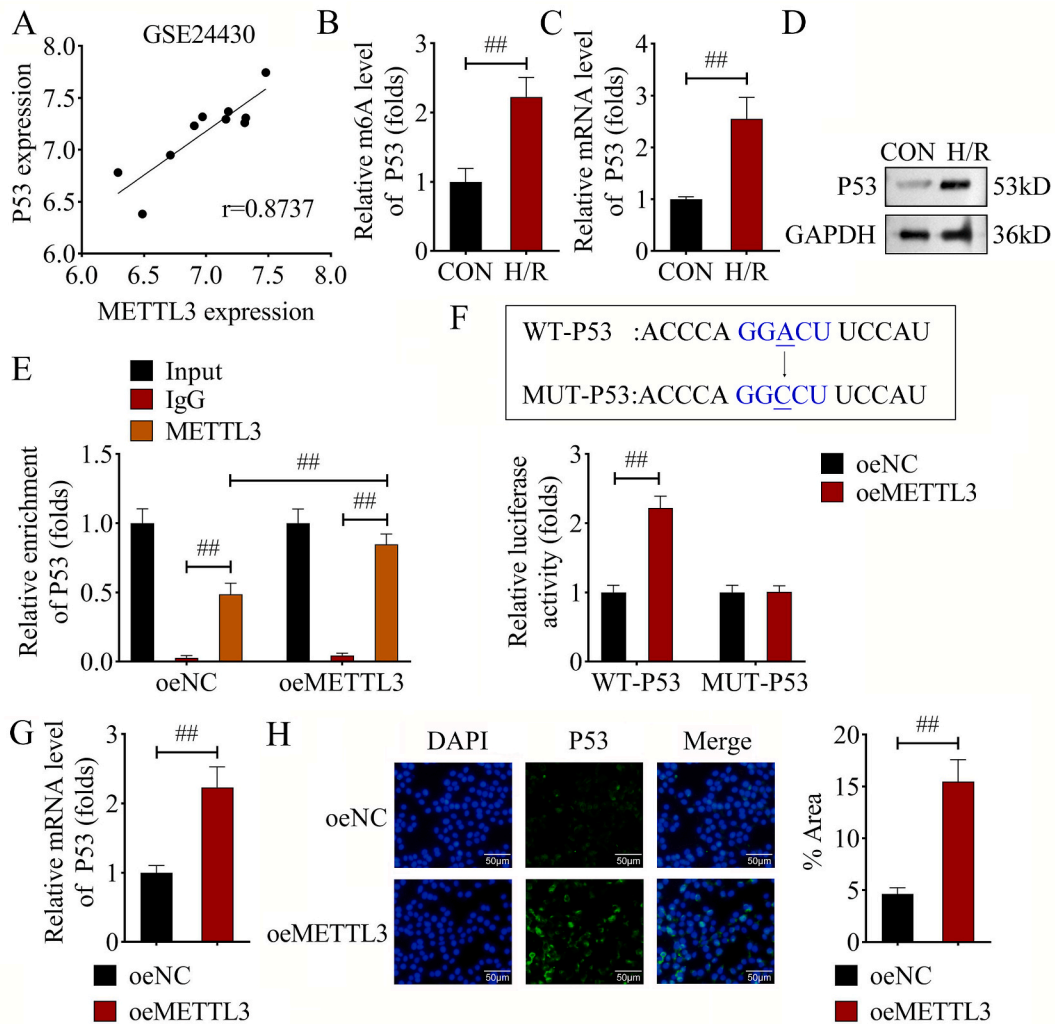 A
GSE24430
P53 expression
8.0
7.5
7.0
6.5
6.0
r=0.8737
6.0 6.5 7.0 7.5 8.0
METTL3 expression
B
Relative m6A level
of P53 (folds)
3
2
1
0
##
CON H/R
C
Relative mRNA level
of P53 (folds)
4
3
2
1
0
##
CON H/R
D
CON H/R
P53 53kD
GAPDH 36kD
E
Input
IgG
METTL3
Relative enrichment
of P53 (folds)
1.5
1.0
0.5
0.0
##
##
##
oeNC oeMETTL3
F
WT-P53 :ACCCA GGACU UCCAU
MUT-P53:ACCCA GGCCU UCCAU
oeNC
oeMETTL3
Relative luciferase
activity (folds)
3
2
1
0
##
WT-P53 MUT-P53
G
Relative mRNA level
of P53 (folds)
3
2
1
0
##
oeNC
oeMETTL3
H
DAPI P53 Merge
oeNC
50μm 50μm 50μm
oeMETTL3
50μm 50μm 50μm
% Area
20
15
10
5
0
##
oeNC
oeMETTL3